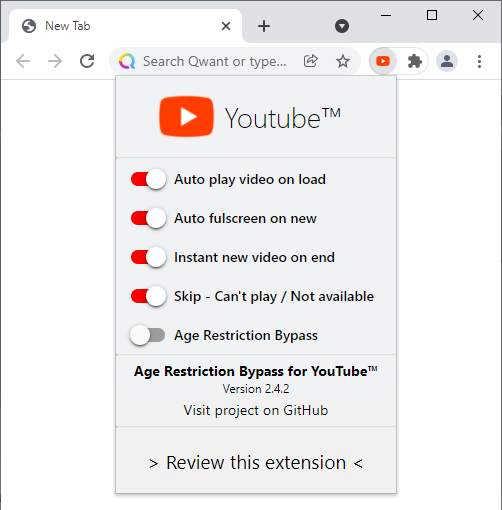 New Tab
Search Qwant or type...
Youtube™
Auto play video on load
Auto fulscreen on new
Instant new video on end
Skip - Can't play / Not available
Age Restriction Bypass
Age Restriction Bypass for YouTube™
Version 2.4.2
Visit project on GitHub
> Review this extension <